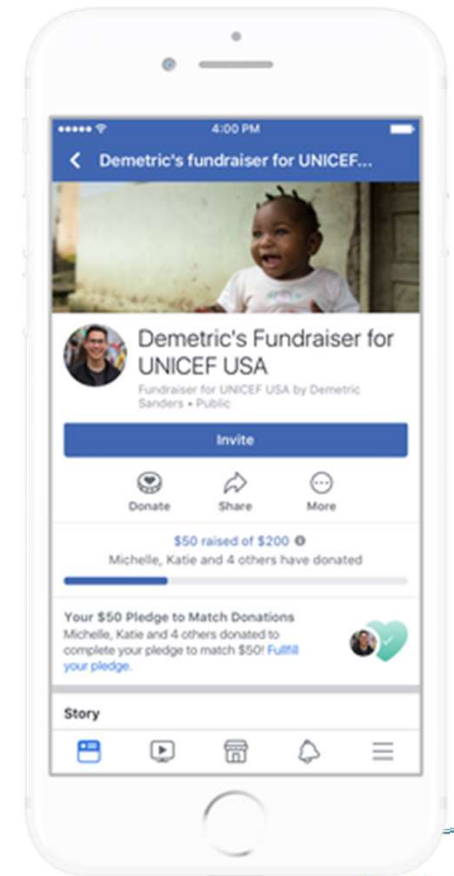 4:00 PM
Demetric's fundraiser for UNICEF...
Demetric's Fundraiser for
UNICEF USA
Fundraiser for UNICEF USA by Demetric
Sanders • Public
Invite
Donate Share More
$50 raised of $200
Michelle, Katie and 4 others have donated
Your $50 Pledge to Match Donations
Michelle, Katie and 4 others donated to
complete your pledge to match $50! Fullfill
your pledge.
Story